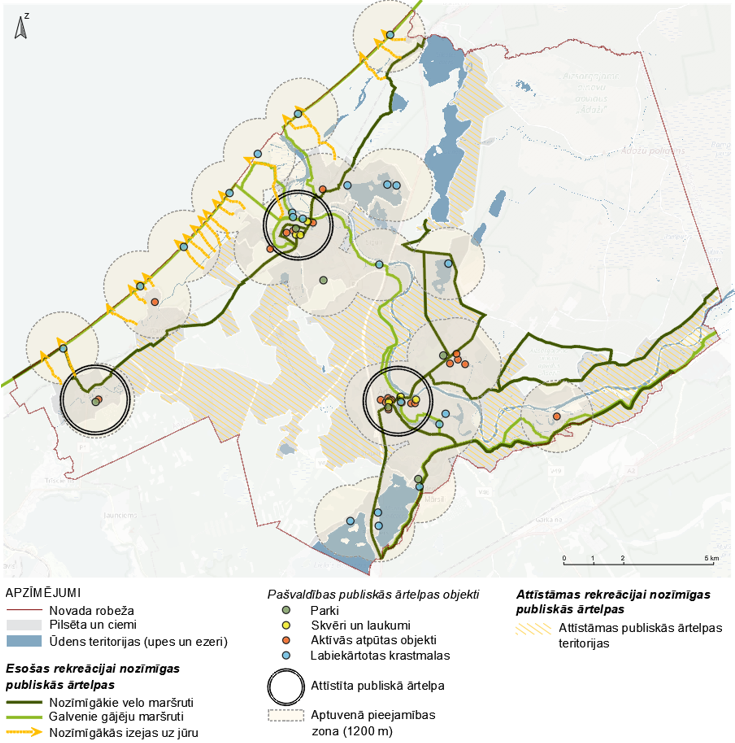 z
0 1 2 5 km
APZĪMĒJUMI
Novada robeža
Pilsēta un ciemi
Ūdens teritorijas (upes un ezeri)
Esošas rekreācijai nozīmīgas
publiskās ārtelpas
Nozīmīgākie velo maršruti
Galvenie gājēju maršruti
Nozīmīgākās izejas uz jūru
Pašvaldības publiskās ārtelpas objekti
Parki
Skvēri un laukumi
Aktīvās atpūtas objekti
Labiekārtotas krastmalas
Attīstīta publiskā ārtelpa
Aptuvenā pieejamības
zona (1200 m)
Attīstāmas rekreācijai nozīmīgas
publiskās ārtelpas
Attīstāmas publiskās ārtelpas
teritorijas